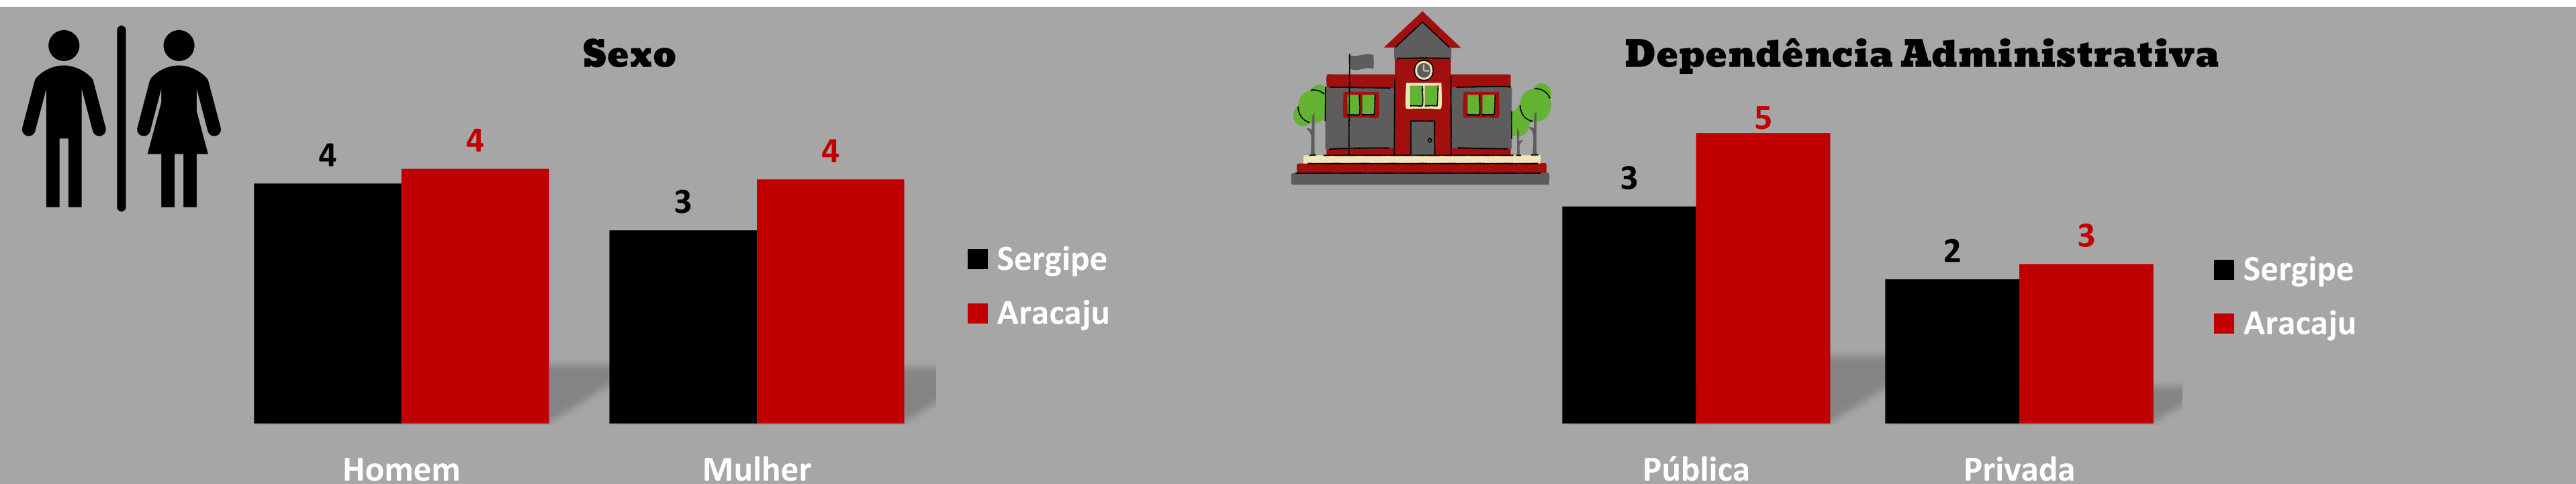 Sexo
4
4
3
4
Homem
Mulher
Sergipe
Aracaju
Dependência Administrativa
3
5
2
3
Pública
Privada
Sergipe
Aracaju